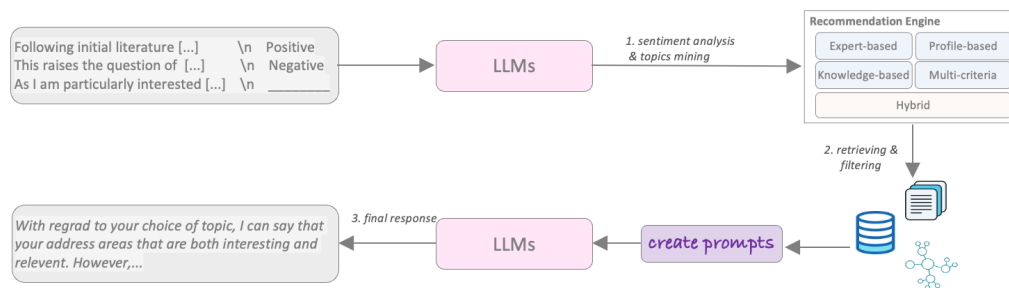 Following initial literature [...] \n Positive
This raises the question of [...] \n Negative
As I am particularly interested [...] \n ________
LLMs
1. sentiment analysis
& topics mining
Recommendation Engine
Expert-based
Profile-based
Knowledge-based
Multi-criteria
Hybrid
2. retrieving &
filtering
create prompts
LLMs
3. final response
With regrad to your choice of topic, I can say that
your address areas that are both interesting and
relevent. However,...